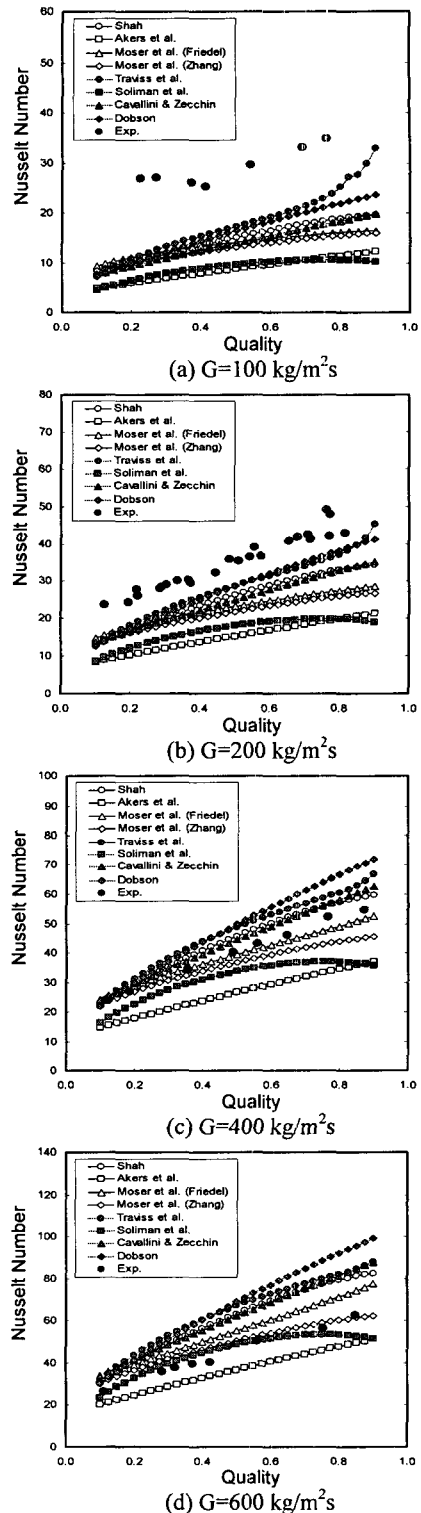 60
50
40
30
20
10
0
Nusselt Number
Shah
Akers et al.
Moser et al. (Friedel)
Moser et al. (Zhang)
Traviss et al.
Soliman et al.
Cavallini & Zecchin
Dobson
Exp.
0.0 0.2 0.4 0.6 0.8 1.0
Quality
(a) G=100 kg/m²s
80
70
60
50
40
30
20
10
0
Nusselt Number
Shah
Akers et al.
Moser et al. (Friedel)
Moser et al. (Zhang)
Traviss et al.
Soliman et al.
Cavallini & Zecchin
Dobson
Exp.
0.0 0.2 0.4 0.6 0.8 1.0
Quality
(b) G=200 kg/m²s
100
90
80
70
60
50
40
30
20
10
0
Nusselt Number
Shah
Akers et al.
Moser et al. (Friedel)
Moser et al. (Zhang)
Traviss et al.
Soliman et al.
Cavallini & Zecchin
Dobson
Exp.
0.0 0.2 0.4 0.6 0.8 1.0
Quality
(c) G=400 kg/m²s
140
120
100
80
60
40
20
0
Nusselt Number
Shah
Akers et al.
Moser et al. (Friedel)
Moser et al. (Zhang)
Traviss et al.
Soliman et al.
Cavallini & Zecchin
Dobson
Exp.
0.0 0.2 0.4 0.6 0.8 1.0
Quality
(d) G=600 kg/m²s